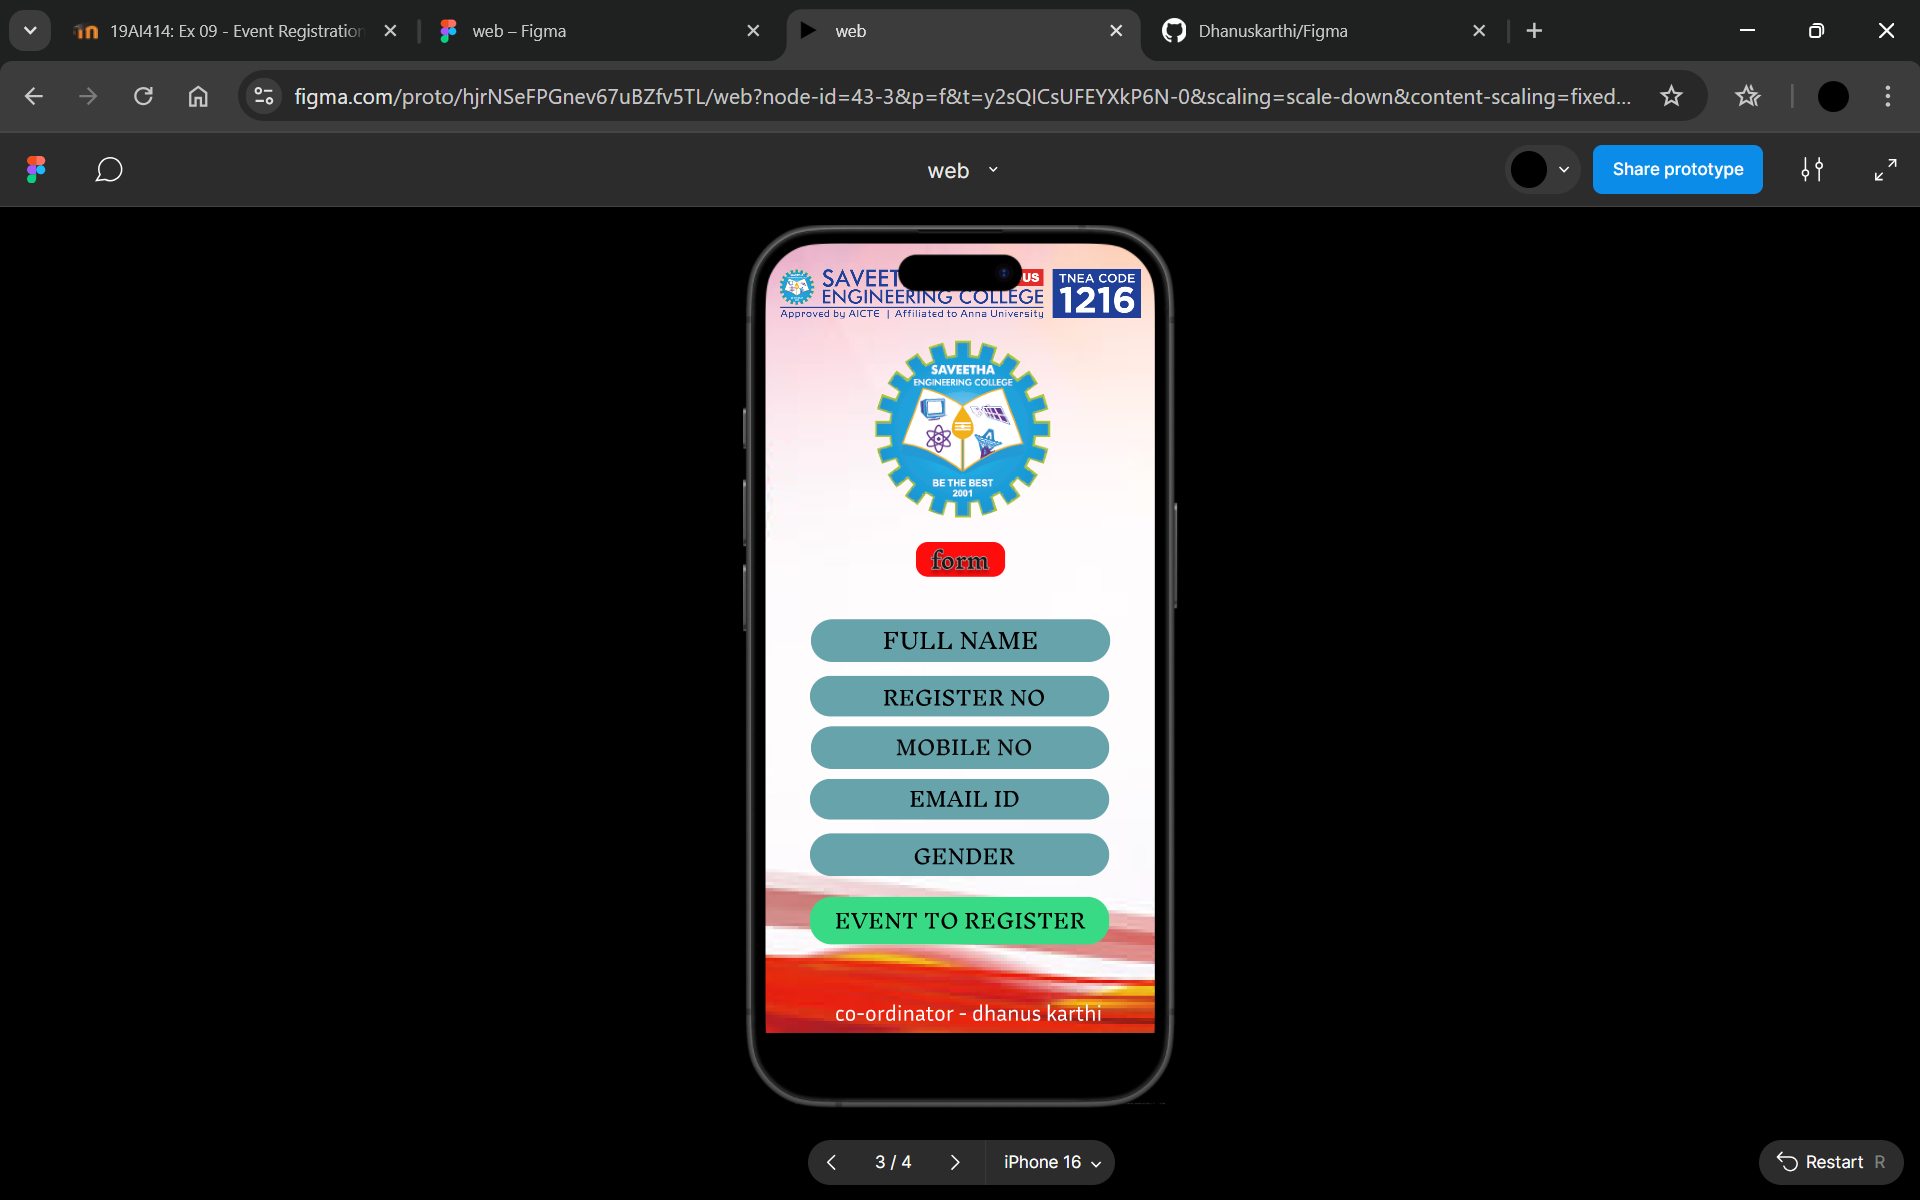 19AI414: Ex 09 - Event Registration
web – Figma
web
Dhanuskarthi/Figma
figma.com/proto/hjrNSeFPGnev67uBZfv5TL/web?node-id=43-3&p=f&t=y2sQICsUFEYXkP6N-0&scaling=scale-down&content-scaling=fixed...
web
Share prototype
SAVEET
US
ENGINEERING COLLEGE
Approved by AICTE | Affiliated to Anna University
TNEA CODE
1216
SAVEETHA
ENGINEERING COLLEGE
BE THE BEST
2001
form
FULL NAME
REGISTER NO
MOBILE NO
EMAIL ID
GENDER
EVENT TO REGISTER
co-ordinator - dhanus karthi
3 / 4
iPhone 16
Restart R